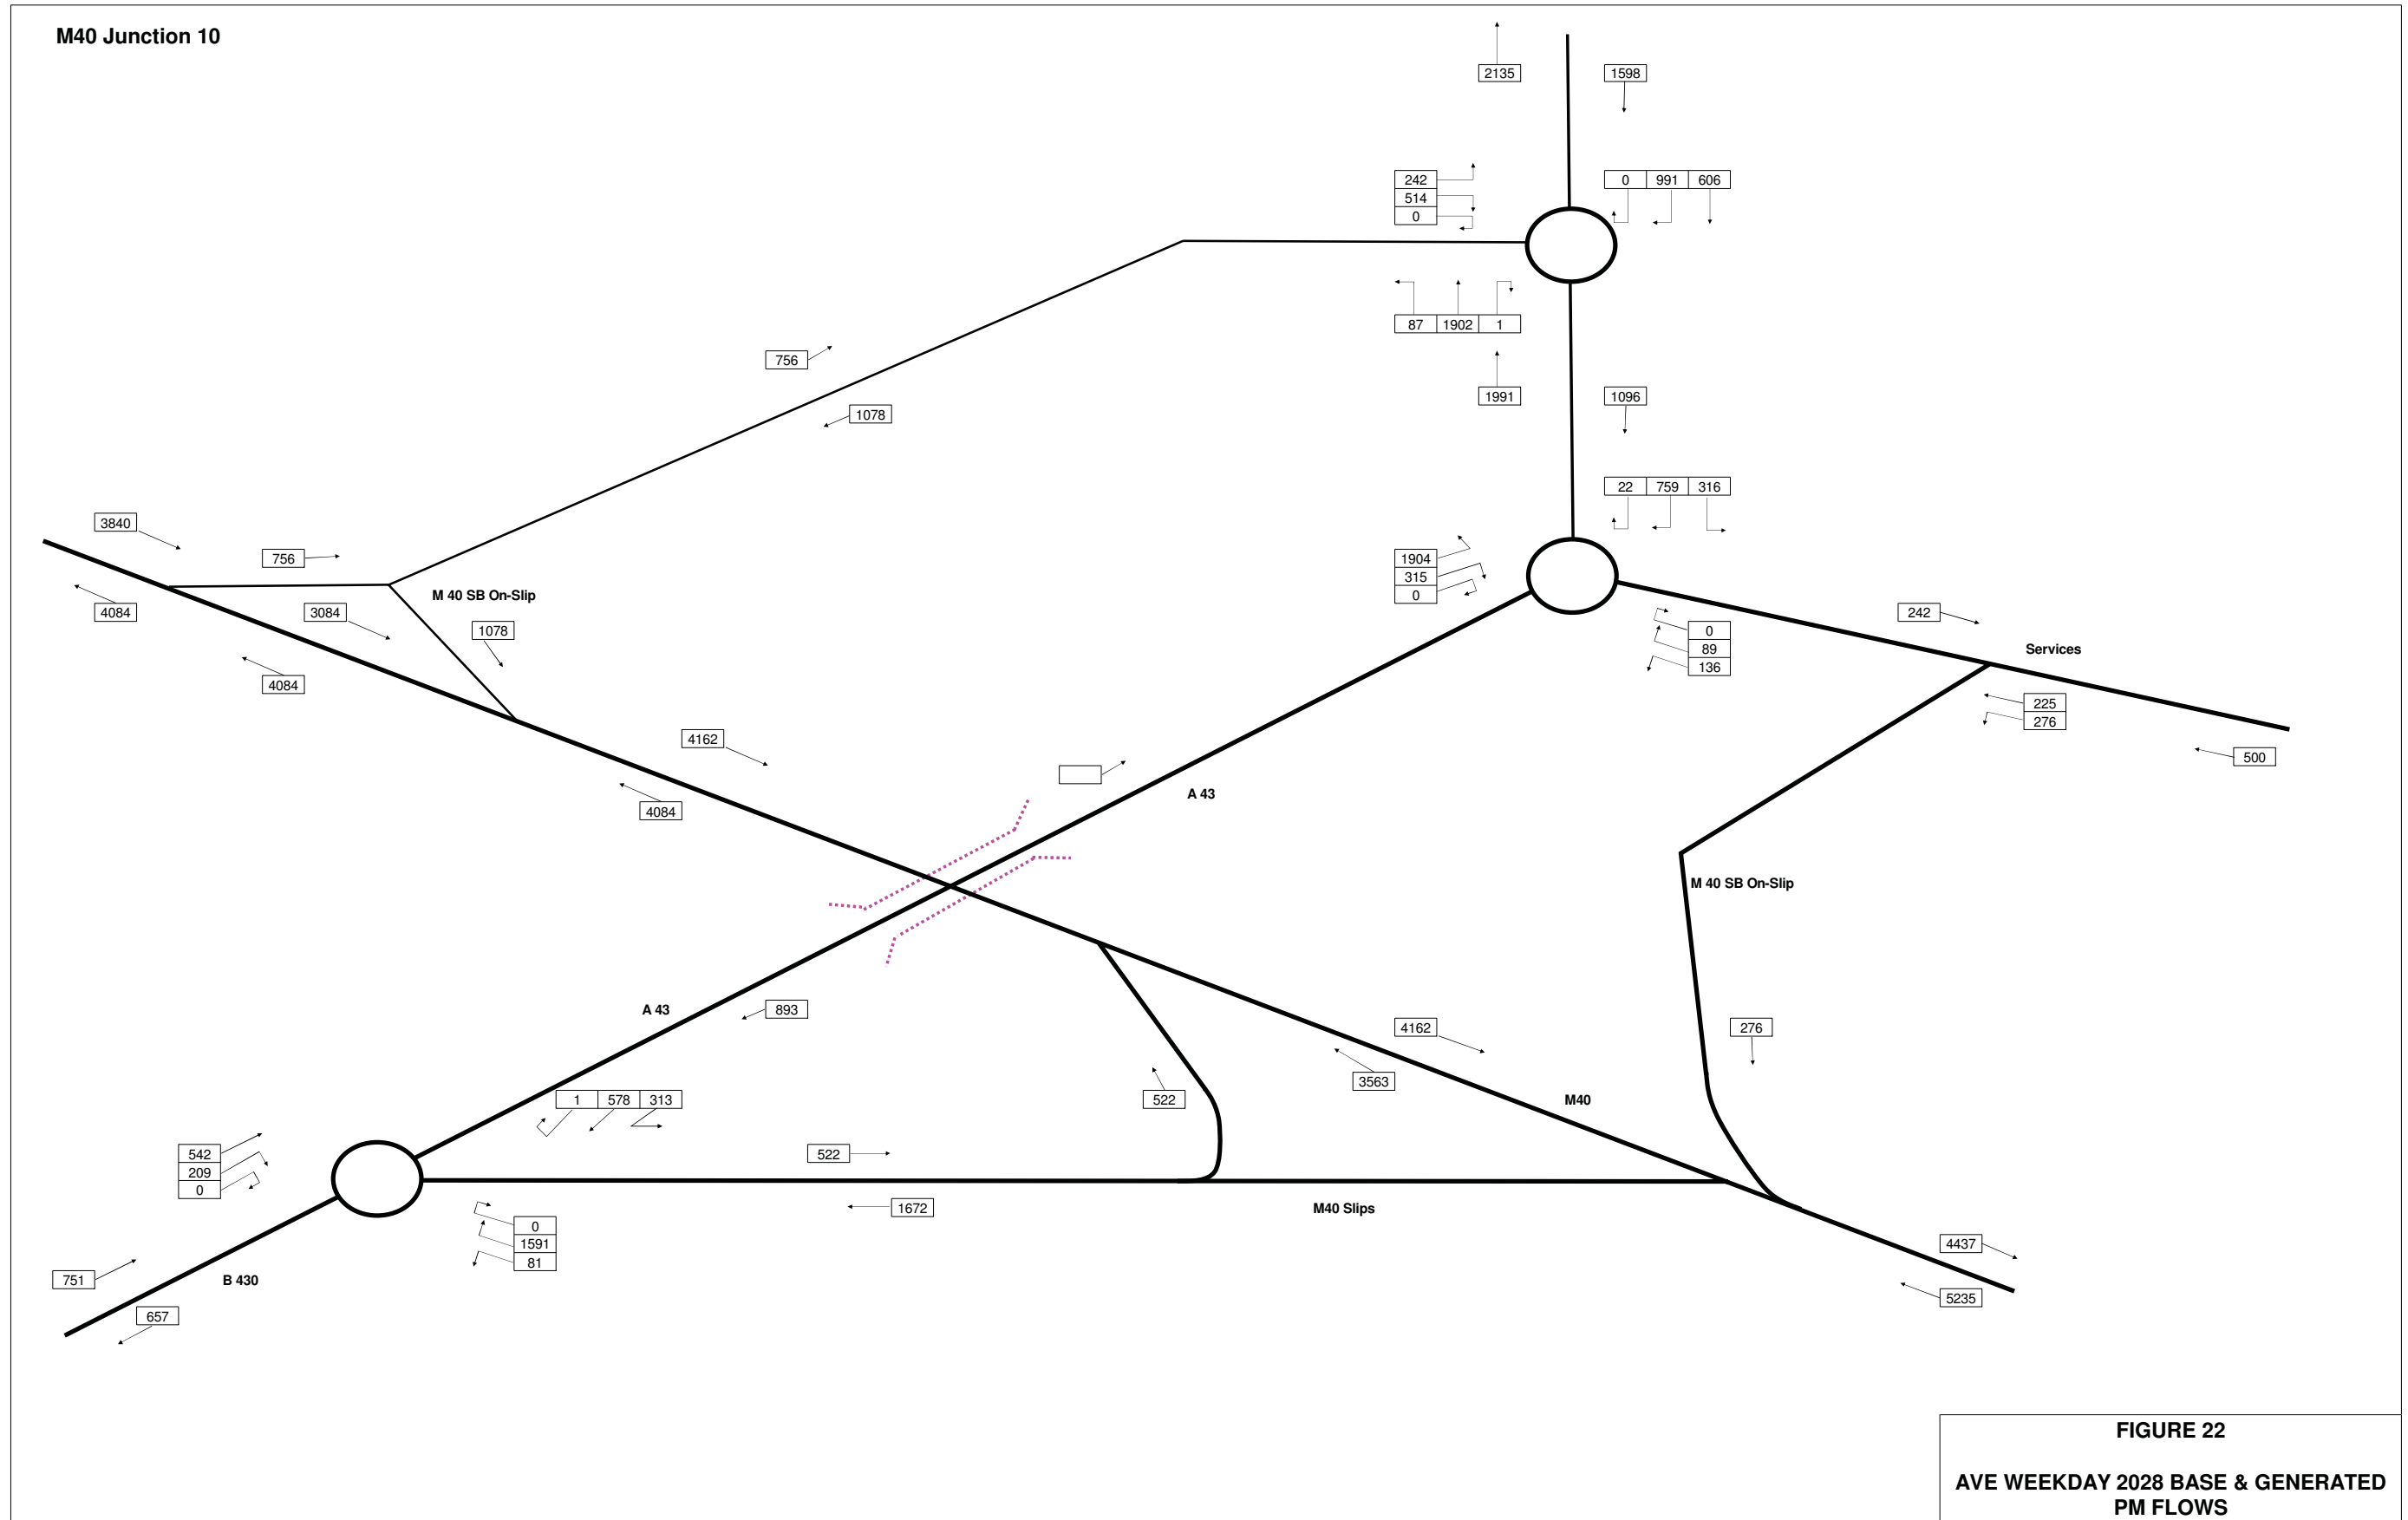 M40 Junction 10
2135
1598
242
514
0
0 991 606
87 1902 1
756
1078
1991
1096
22 759 316
3840
756
1904
315
0
4084
3084
M 40 SB On-Slip
1078
242
0
89
136
Services
4084
225
276
4162
500
A 43
4084
M 40 SB On-Slip
A 43
893
4162
276
3563
1 578 313
522
M40
542
209
0
522
1672
M40 Slips
0
1591
81
4437
751
B 430
5235
657
FIGURE 22
AVE WEEKDAY 2028 BASE & GENERATED
PM FLOWS